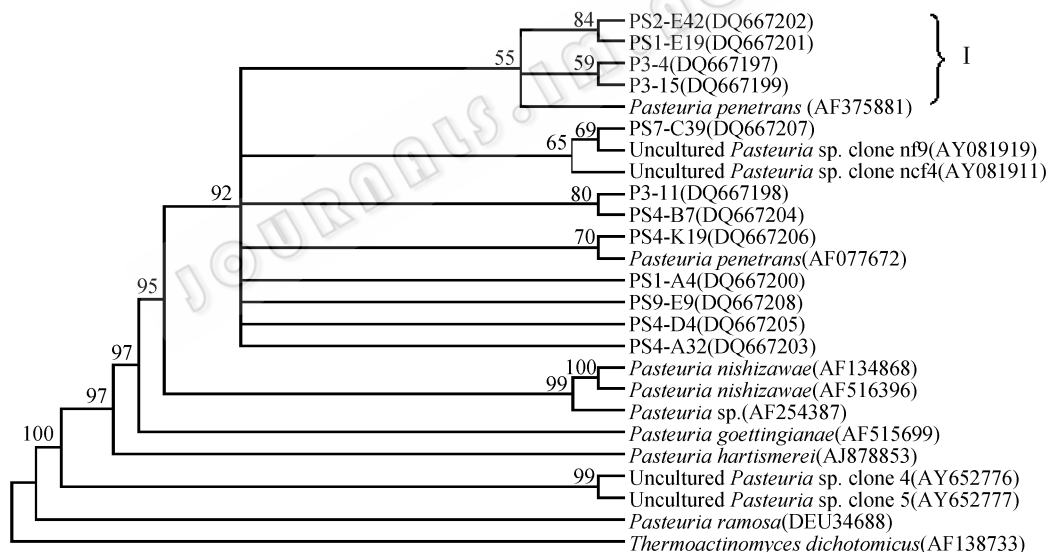 84 PS2-E42(DQ667202)
PS1-E19(DQ667201)
55 59 P3-4(DQ667197) I
P3-15(DQ667199)
Pasteuria penetrans (AF375881)
69 PS7-C39(DQ667207)
65 Uncultured Pasteuria sp. clone nf9(AY081919)
Uncultured Pasteuria sp. clone ncf4(AY081911)
92 80 P3-11(DQ667198)
PS4-B7(DQ667204)
70 PS4-K19(DQ667206)
Pasteuria penetrans(AF077672)
PS1-A4(DQ667200)
95 PS9-E9(DQ667208)
PS4-D4(DQ667205)
PS4-A32(DQ667203)
97 100 Pasteuria nishizawae(AF134868)
99 Pasteuria nishizawae(AF516396)
97 Pasteuria sp.(AF254387)
100 Pasteuria goettingianae(AF515699)
Pasteuria hartismerei(AJ878853)
99 Uncultured Pasteuria sp. clone 4(AY652776)
Uncultured Pasteuria sp. clone 5(AY652777)
Pasteuria ramosa(DEU34688)
Thermoactinomyces dichotomicus(AF138733)
JOURNALS.IM.